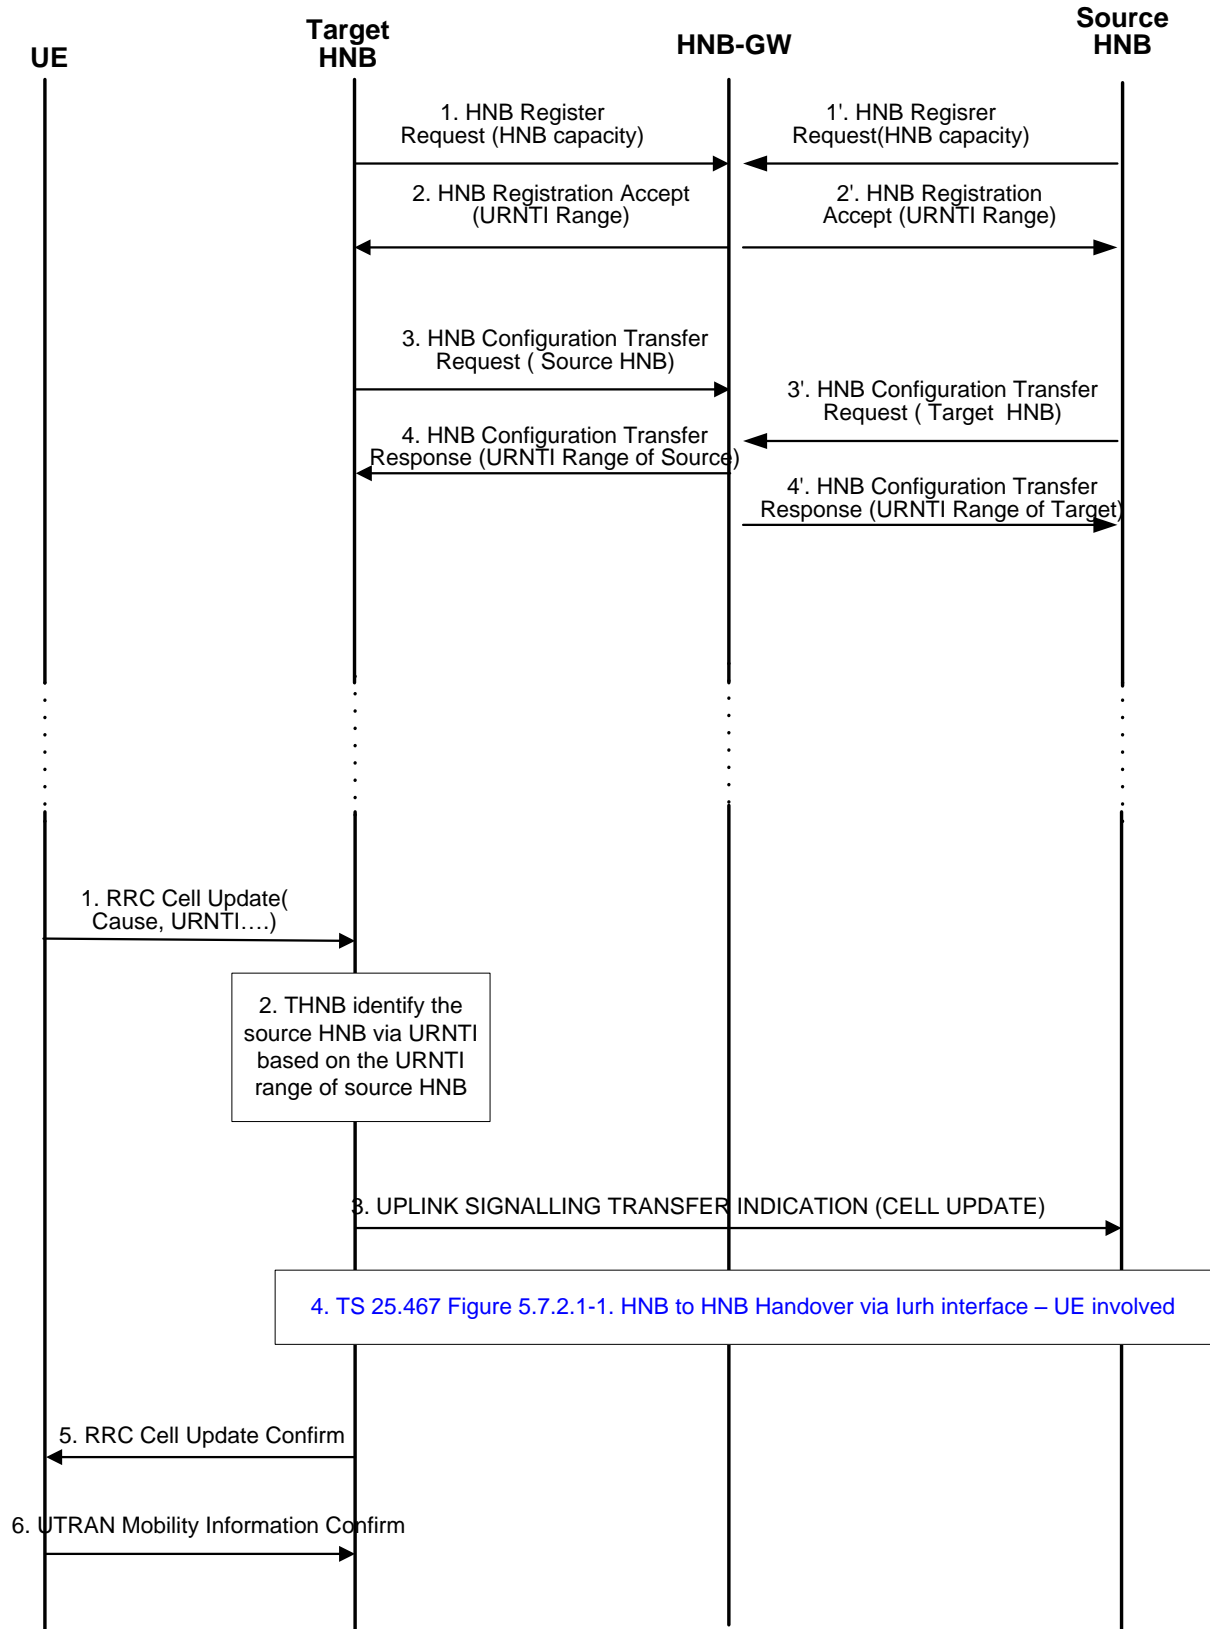 UE
Target
HNB
HNB-GW
Source
HNB
1. HNB Register
Request (HNB capacity)
1'. HNB Regisrer
Request(HNB capacity)
2. HNB Registration Accept
(URNTI Range)
2'. HNB Registration
Accept (URNTI Range)
3. HNB Configuration Transfer
Request ( Source HNB)
3'. HNB Configuration Transfer
Request ( Target  HNB)
4. HNB Configuration Transfer
Response (URNTI Range of Source)
4'. HNB Configuration Transfer
Response (URNTI Range of Target)
1. RRC Cell Update(
Cause, URNTI….)
2. THNB identify the
source HNB via URNTI
based on the URNTI
range of source HNB
3. UPLINK SIGNALLING TRANSFER INDICATION (CELL UPDATE)
4. TS 25.467 Figure 5.7.2.1-1. HNB to HNB Handover via Iurh interface – UE involved
5. RRC Cell Update Confirm
6. UTRAN Mobility Information Confirm